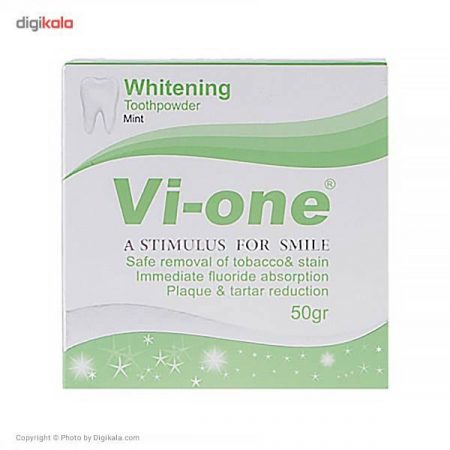 digikala
Whitening
Toothpowder
Mint
Vi-one®
A STIMULUS FOR SMILE
Safe removal of tobacco& stain
Immediate fluoride absorption
Plaque & tartar reduction
50gr
Copyright © Photo by Digikala.com